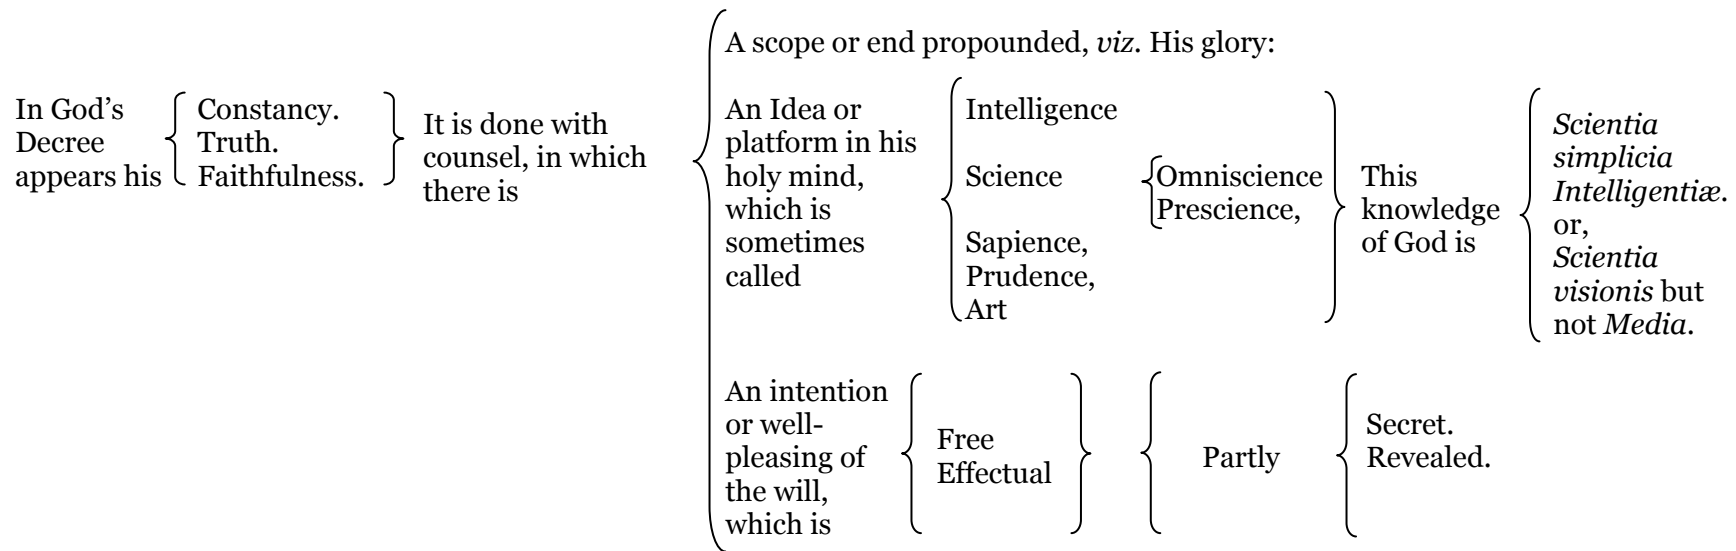 In God's
Decree
appears his
Constancy.
Truth.
Faithfulness.
It is done with
counsel, in which
there is
A scope or end propounded, viz. His glory:
An Idea or
platform in his
holy mind,
which is
sometimes
called
Intelligence
Science
Omniscience
Prescience,
Sapience,
Prudence,
Art
This
knowledge
of God is
Scientia
simplicia
Intelligentiæ.
or,
Scientia
visionis but
not Media.
An intention
or well-
pleasing of
the will,
which is
Free
Effectual
Partly
Secret.
Revealed.